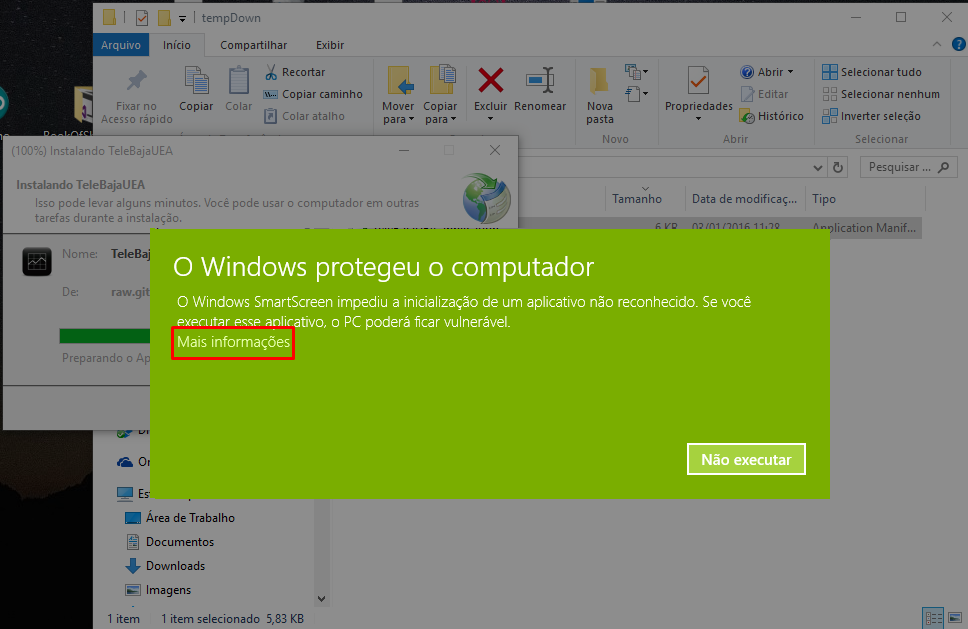 tempDown
Arquivo
Início
Compartilhar
Exibir
Fixar no
Acesso rápido
Copiar
Colar
Recortar
Copiar caminho
Colar atalho
Mover
para
Copiar
para
Excluir
Renomear
Nova
pasta
Novo
Propriedades
Abrir
Editar
Histórico
Abrir
Selecionar tudo
Selecionar nenhum
Inverter seleção
Selecionar
Pesquisar ...
Tamanho
Data de modificaç...
Tipo
6 KB
03/01/2016 11:28
Application Manif...
(100%) Instalando TeleBajaUEA
Instalando TeleBajaUEA
Isso pode levar alguns minutos. Você pode usar o computador em outras
tarefas durante a instalação.
Nome:
TeleBaj
De:
raw.git
Preparando o Ap
O Windows protegeu o computador
O Windows SmartScreen impediu a inicialização de um aplicativo não reconhecido. Se você
executar esse aplicativo, o PC poderá ficar vulnerável.
Mais informações
Não executar
Área de Trabalho
Documentos
Downloads
Imagens
1 item
1 item selecionado 5,83 KB